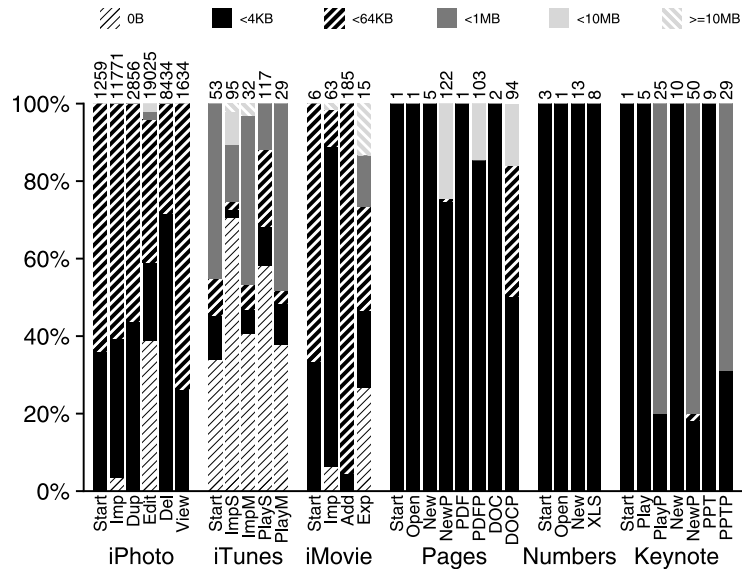 0B <4KB <64KB <1MB <10MB >=10MB
1259 11771 2856 19025 8434 1634 53 95 32 117 29 6 63 185 15 1 1 5 122 1 103 2 94 3 1 13 8 1 5 25 10 50 9 29
100%
80%
60%
40%
20%
0%
Start Imp Dup Edit Del View Start ImpS ImpM PlayS PlayM Start Imp Add Exp Start Open New NewP PDF PDFP DOC DOCP Start Open New XLS Start Play PlayP New NewP PPT PPTP
iPhoto iTunes iMovie Pages Numbers Keynote